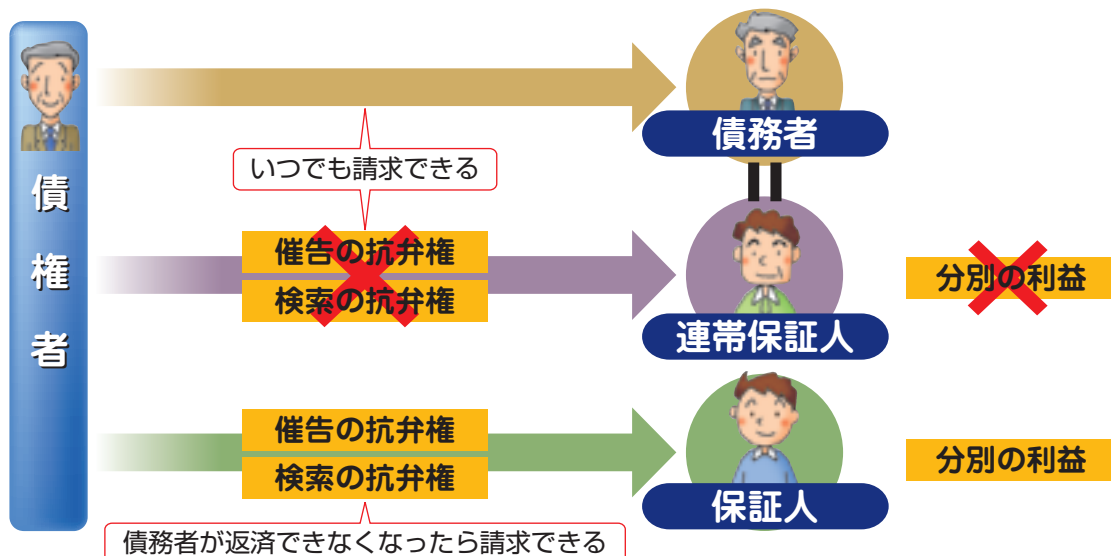 債権者
債務者
いつでも請求できる
催告の抗弁権
検索の抗弁権
連帯保証人
分別の利益
催告の抗弁権
検索の抗弁権
保証人
分別の利益
債務者が返済できなくなったら請求できる